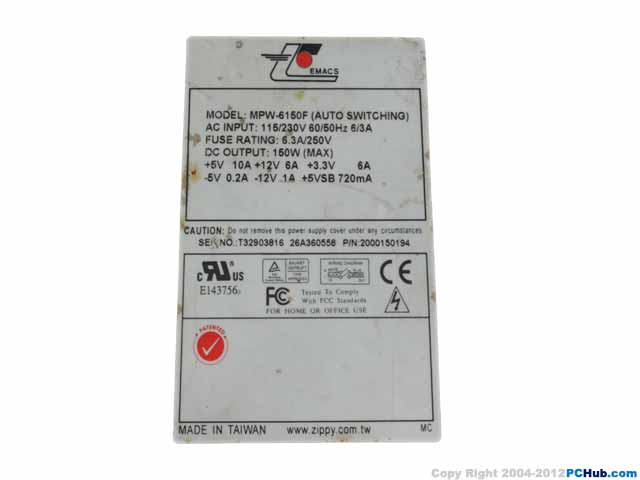 EMACS
MODEL: MPW-6150F (AUTO SWITCHING)
AC INPUT: 115/230V 60/50Hz 6/3A
FUSE RATING: 6.3A/250V
DC OUTPUT: 150W (MAX)
+5V 10A +12V 6A +3.3V 6A
-5V 0.2A -12V 1A +5VSB 720mA
CAUTION: Do not remove this power supply cover under any circumstances.
SER. NO.: T32903816 26A360558 P/N:2000150194
C US
E143756
FC Tested To Comply
With FCC Standards
FOR HOME OR OFFICE USE
CE
PATENTED
MADE IN TAIWAN www.zippy.com.tw MC
Copy Right 2004-2012 PCHub.com